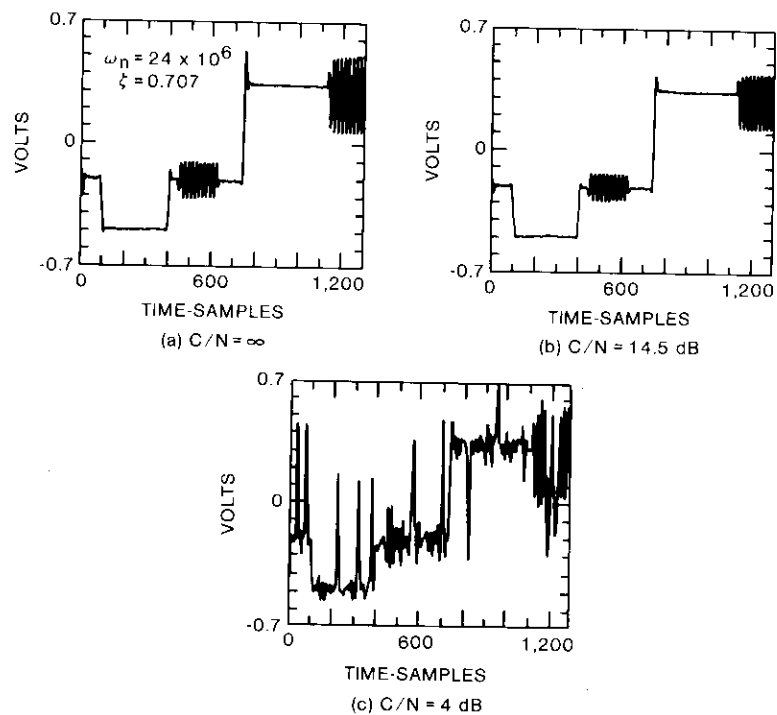 0.7
ωn = 24 x 10^6
ζ = 0.707
VOLTS
0
-0.7
0 600 1,200
TIME-SAMPLES
(a) C/N = ∞
0.7
VOLTS
0
-0.7
0 600 1,200
TIME-SAMPLES
(b) C/N = 14.5 dB
0.7
VOLTS
0
-0.7
0 600 1,200
TIME-SAMPLES
(c) C/N = 4 dB